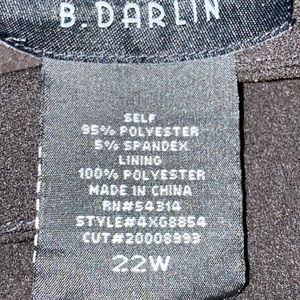 B. DARLIN
SELF
95% POLYESTER
5% SPANDEX
LINING
100% POLYESTER
MADE IN CHINA
RN#54314
STYLE#4XG8854
CUT#20008993
22W